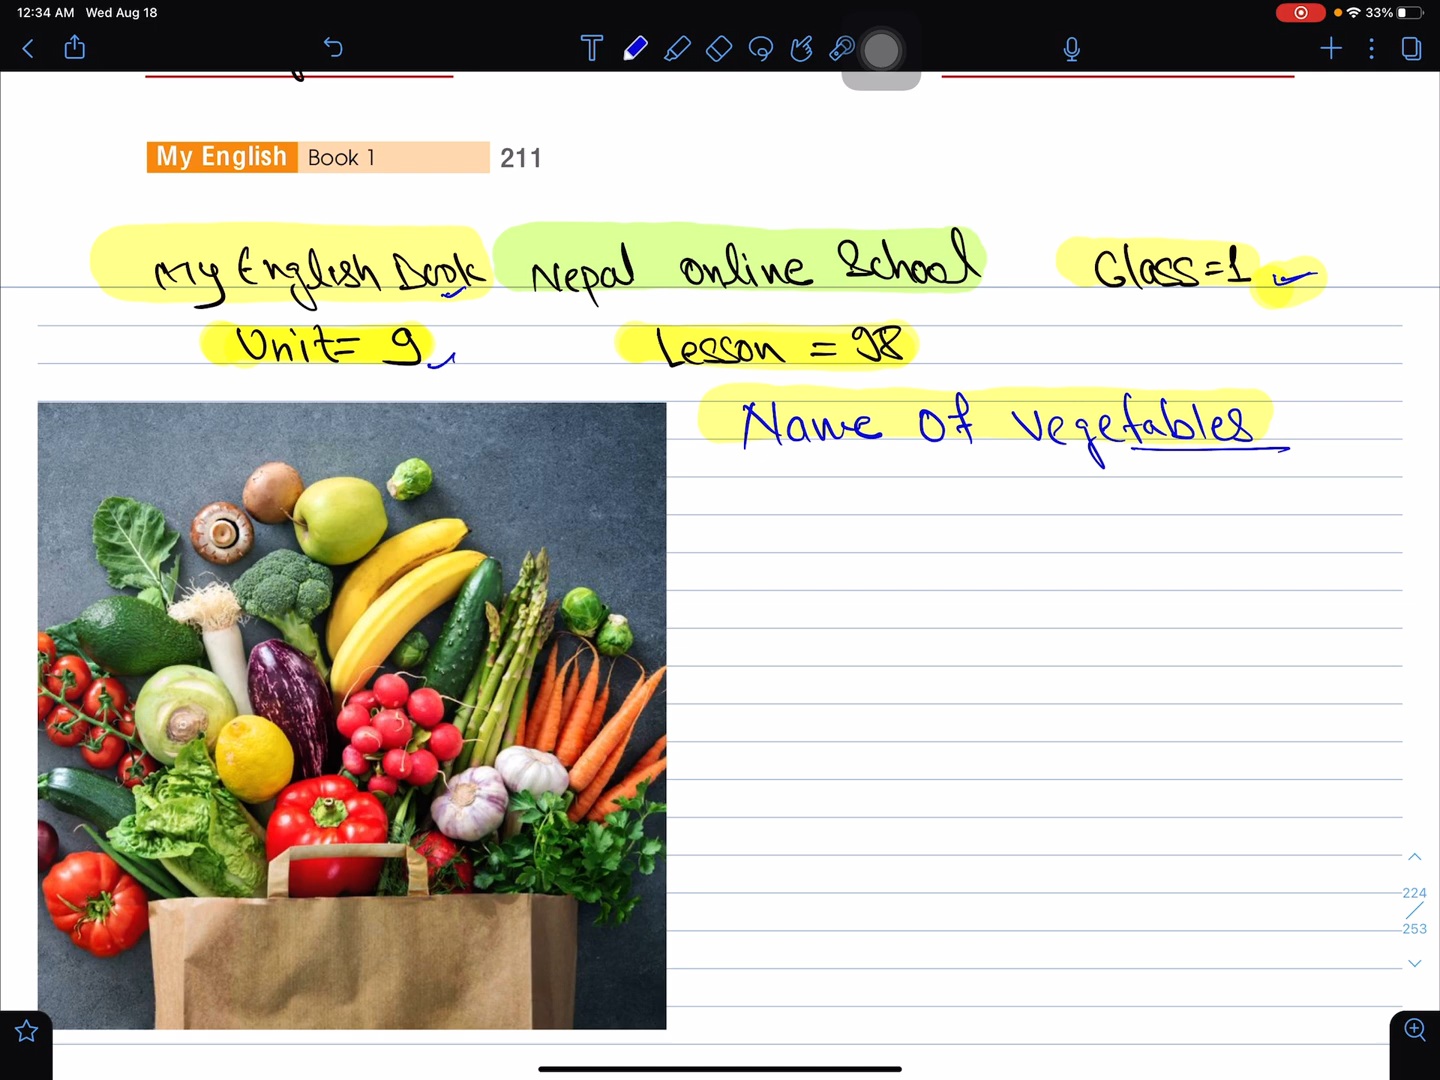 12:34 AM Wed Aug 18 33%
My English Book 1 211
My English Book Nepal online School Class=1
Unit= 9 Lesson = 98
Name of vegetables
224
253